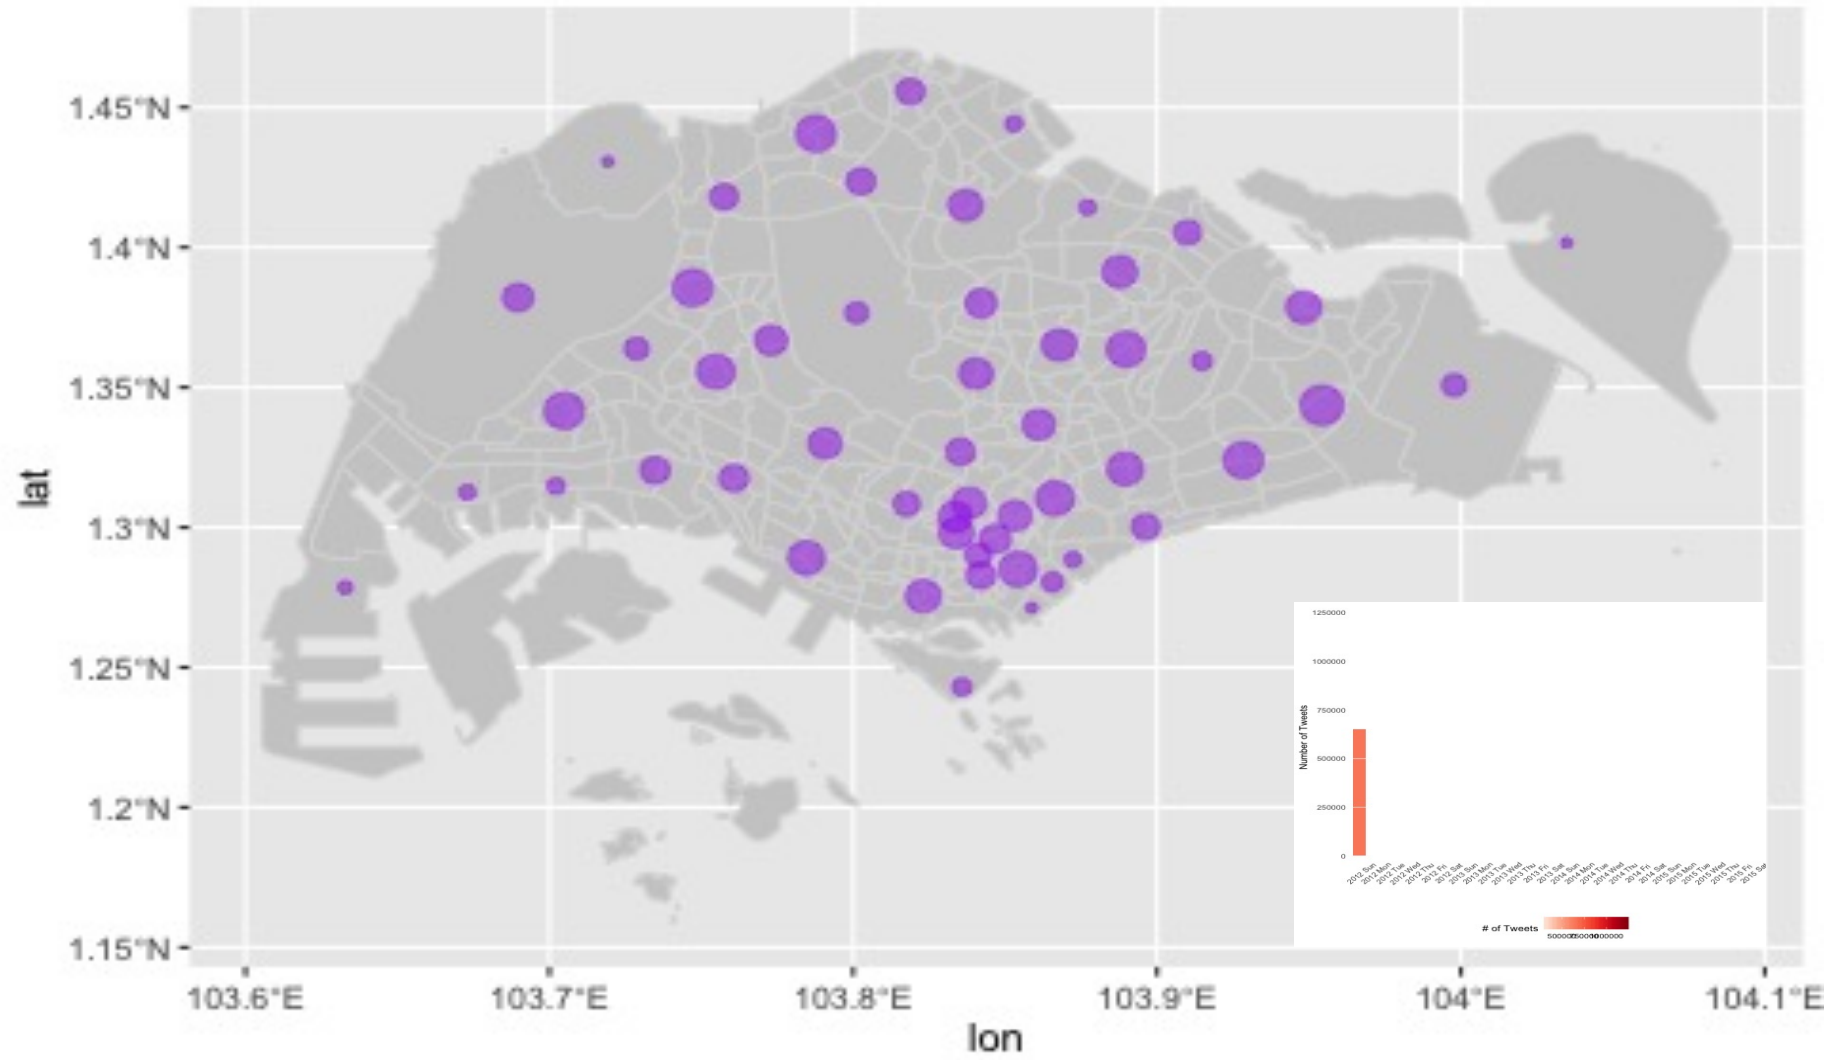 1.45°N
1.4°N
1.35°N
1.3°N
1.25°N
1.2°N
1.15°N
lat
103.6°E
103.7°E
103.8°E
103.9°E
104°E
104.1°E
lon
1250000
1000000
750000
500000
250000
0
Number of Tweets
2012 Sun
2012 Mon
2012 Tue
2012 Wed
2012 Thu
2012 Fri
2012 Sat
2013 Sun
2013 Mon
2013 Tue
2013 Wed
2013 Thu
2013 Fri
2013 Sat
2014 Sun
2014 Mon
2014 Tue
2014 Wed
2014 Thu
2014 Fri
2014 Sat
2015 Sun
2015 Mon
2015 Tue
2015 Wed
2015 Thu
2015 Fri
2015 Sat
# of Tweets
500000 750000 1000000